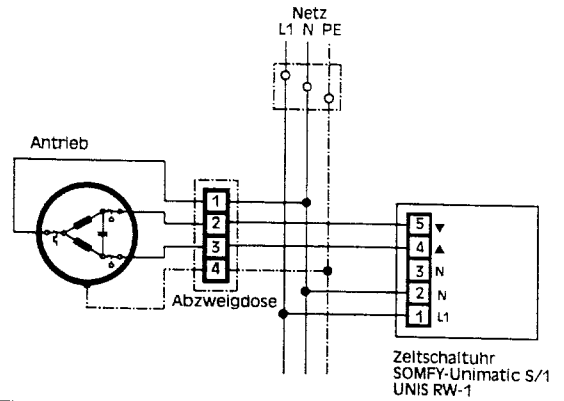 Netz
L1 N PE
Antrieb
1
2
3
4
Abzweigdose
5 ▼
4 ▲
3 N
2 N
1 L1
Zeitschaltuhr
SOMFY-Unimatic S/1
UNIS RW-1